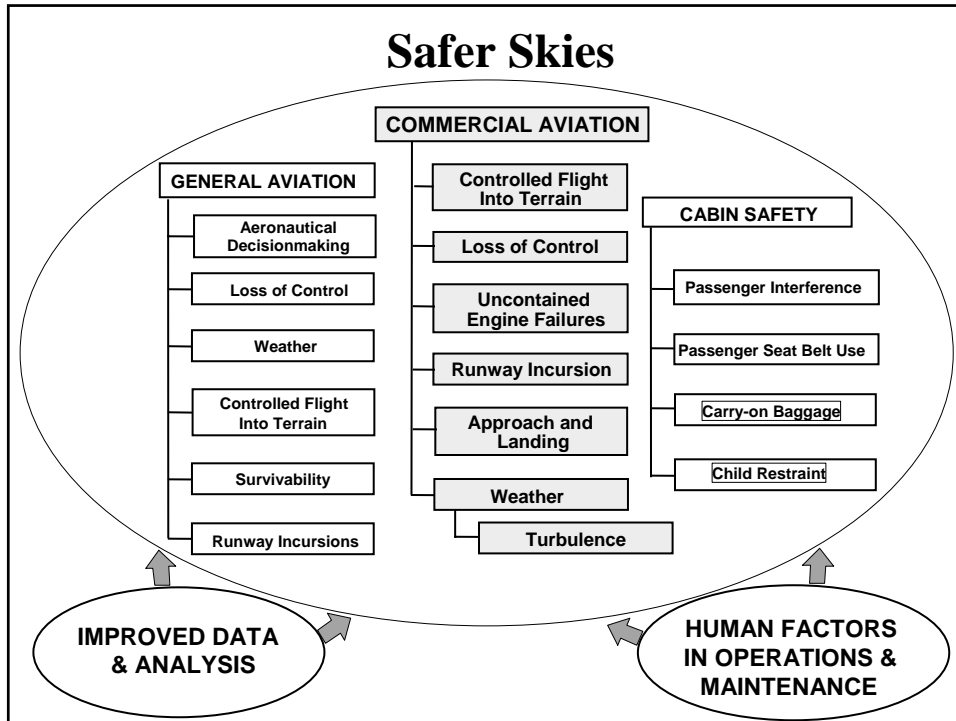 Safer Skies
COMMERCIAL AVIATION
Controlled Flight
Into Terrain
Loss of Control
Uncontained
Engine Failures
Runway Incursion
Approach and
Landing
Weather
Turbulence
GENERAL AVIATION
Aeronautical
Decisionmaking
Loss of Control
Weather
Controlled Flight
Into Terrain
Survivability
Runway Incursions
CABIN SAFETY
Passenger Interference
Passenger Seat Belt Use
Carry-on Baggage
Child Restraint
IMPROVED DATA
& ANALYSIS
HUMAN FACTORS
IN OPERATIONS &
MAINTENANCE